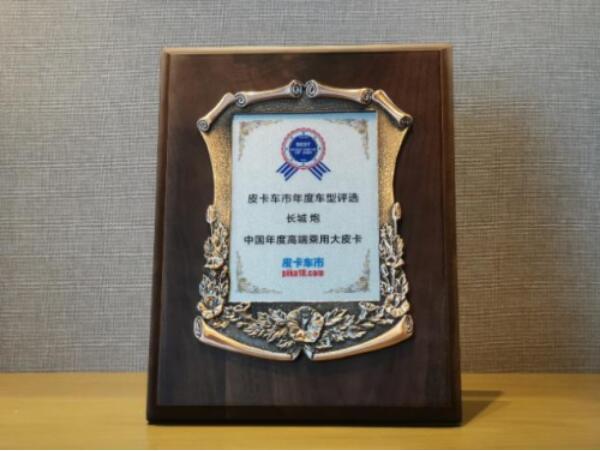 BEST
皮卡车市年度车型评选
长城 炮
中国年度高端乘用大皮卡
皮卡车市
pika18.com